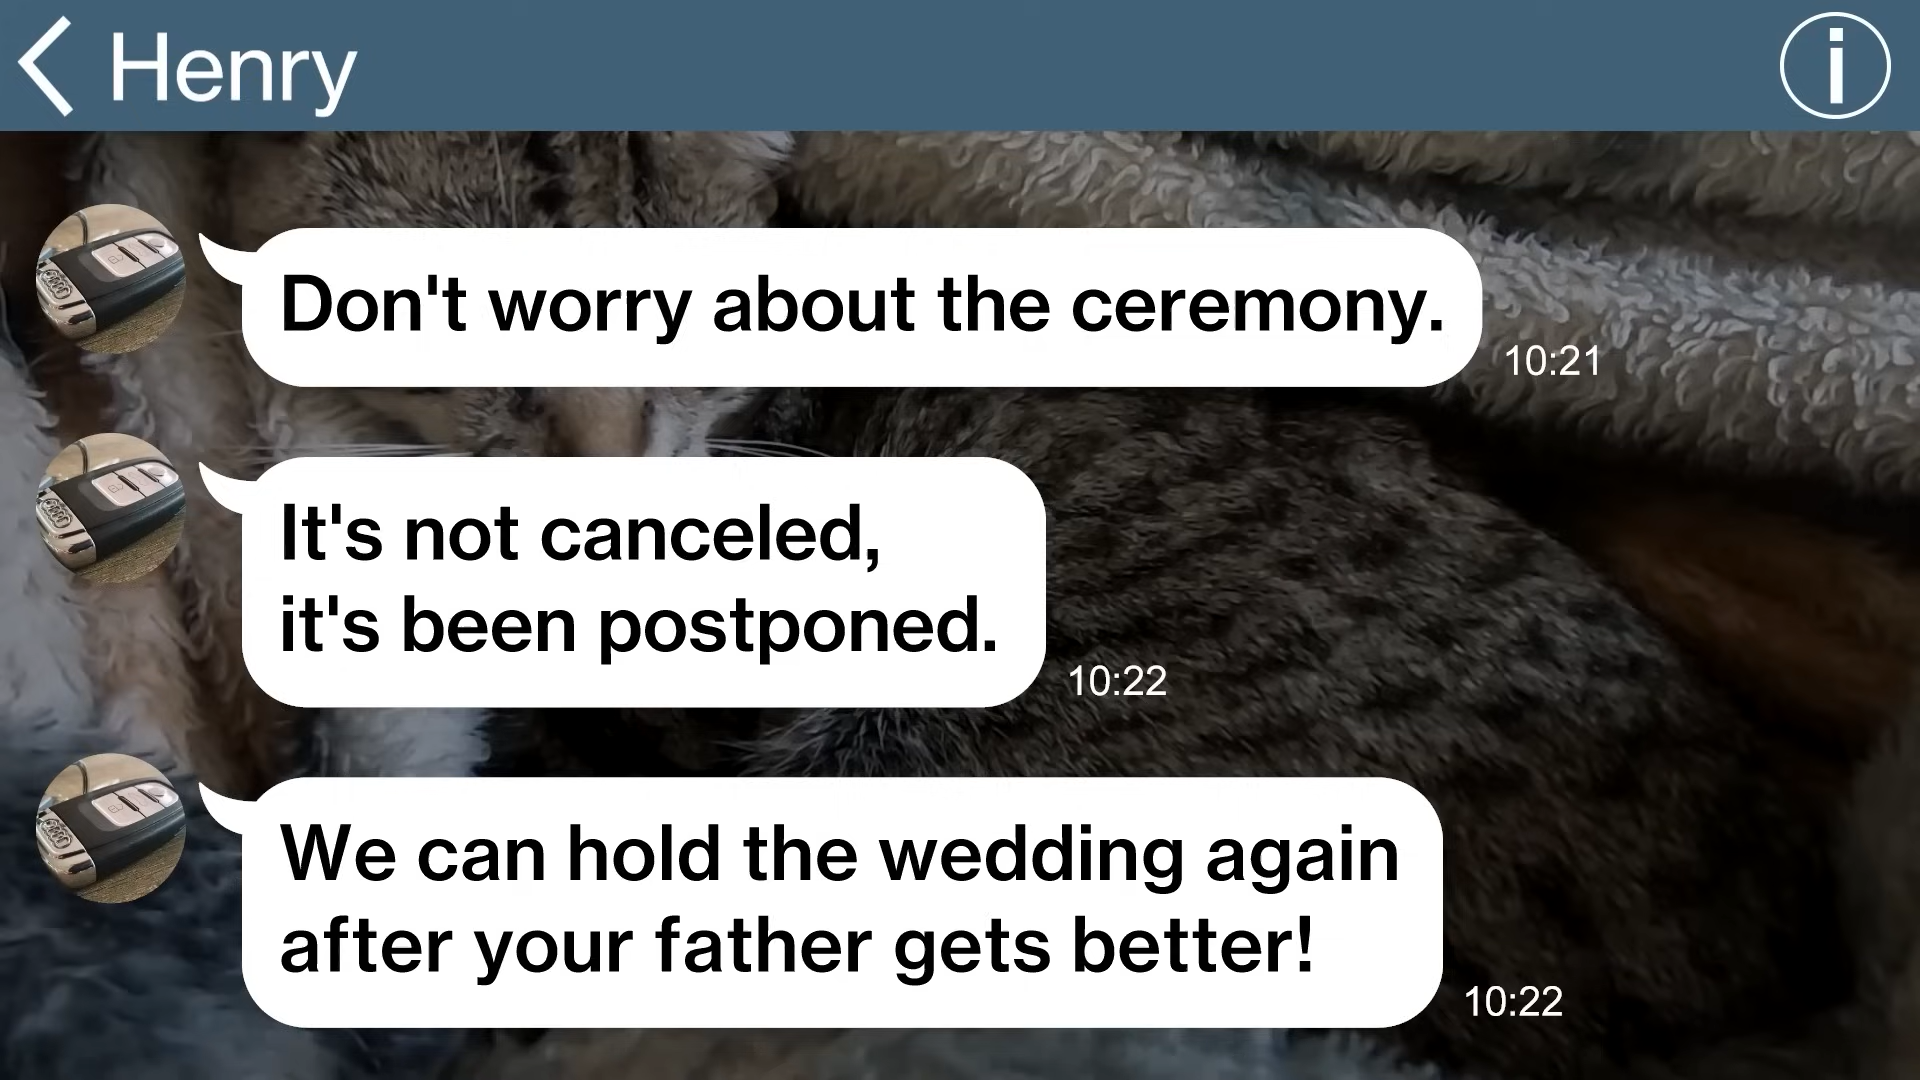 Henry
Don't worry about the ceremony.
10:21
It's not canceled,
it's been postponed.
10:22
We can hold the wedding again
after your father gets better!
10:22